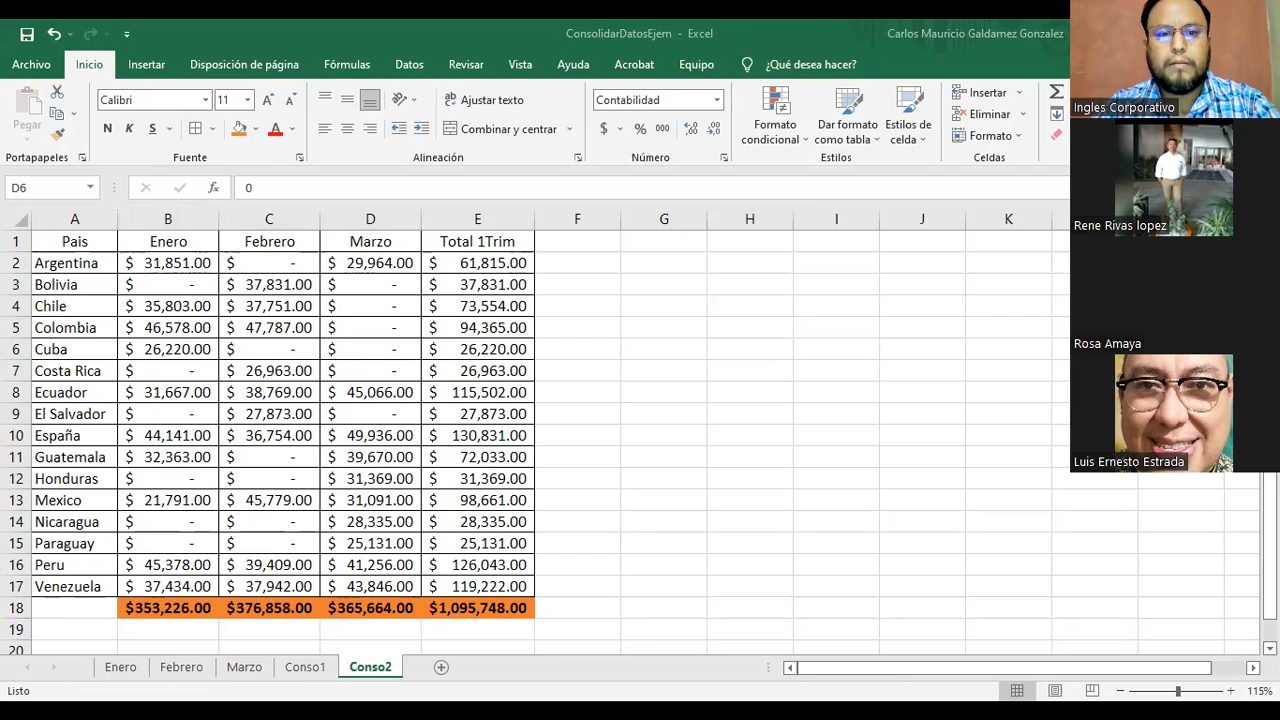 ConsolidarDatosEjem - Excel
Carlos Mauricio Galdamez Gonzalez
Archivo Inicio Insertar Disposición de página Fórmulas Datos Revisar Vista Ayuda Acrobat Equipo ¿Qué desea hacer?
Pegar
Calibri 11
N K S
Ajustar texto
Combinar y centrar
Contabilidad
$ % 000
Formato condicional
Dar formato como tabla
Estilos de celda
Insertar
Eliminar
Formato
Portapapeles Fuente Alineación Número Estilos Celdas
D6 fx 0
A B C D E F G H I J K
1 Pais Enero Febrero Marzo Total 1Trim
2 Argentina $ 31,851.00 $ - $ 29,964.00 $ 61,815.00
3 Bolivia $ - $ 37,831.00 $ - $ 37,831.00
4 Chile $ 35,803.00 $ 37,751.00 $ - $ 73,554.00
5 Colombia $ 46,578.00 $ 47,787.00 $ - $ 94,365.00
6 Cuba $ 26,220.00 $ - $ - $ 26,220.00
7 Costa Rica $ - $ 26,963.00 $ - $ 26,963.00
8 Ecuador $ 31,667.00 $ 38,769.00 $ 45,066.00 $ 115,502.00
9 El Salvador $ - $ 27,873.00 $ - $ 27,873.00
10 España $ 44,141.00 $ 36,754.00 $ 49,936.00 $ 130,831.00
11 Guatemala $ 32,363.00 $ - $ 39,670.00 $ 72,033.00
12 Honduras $ - $ - $ 31,369.00 $ 31,369.00
13 Mexico $ 21,791.00 $ 45,779.00 $ 31,091.00 $ 98,661.00
14 Nicaragua $ - $ - $ 28,335.00 $ 28,335.00
15 Paraguay $ - $ - $ 25,131.00 $ 25,131.00
16 Peru $ 45,378.00 $ 39,409.00 $ 41,256.00 $ 126,043.00
17 Venezuela $ 37,434.00 $ 37,942.00 $ 43,846.00 $ 119,222.00
18 $353,226.00 $376,858.00 $365,664.00 $1,095,748.00
19
20
Enero Febrero Marzo Conso1 Conso2
Listo
115%
Ingles Corporativo
Rene Rivas lopez
Rosa Amaya
Luis Ernesto Estrada